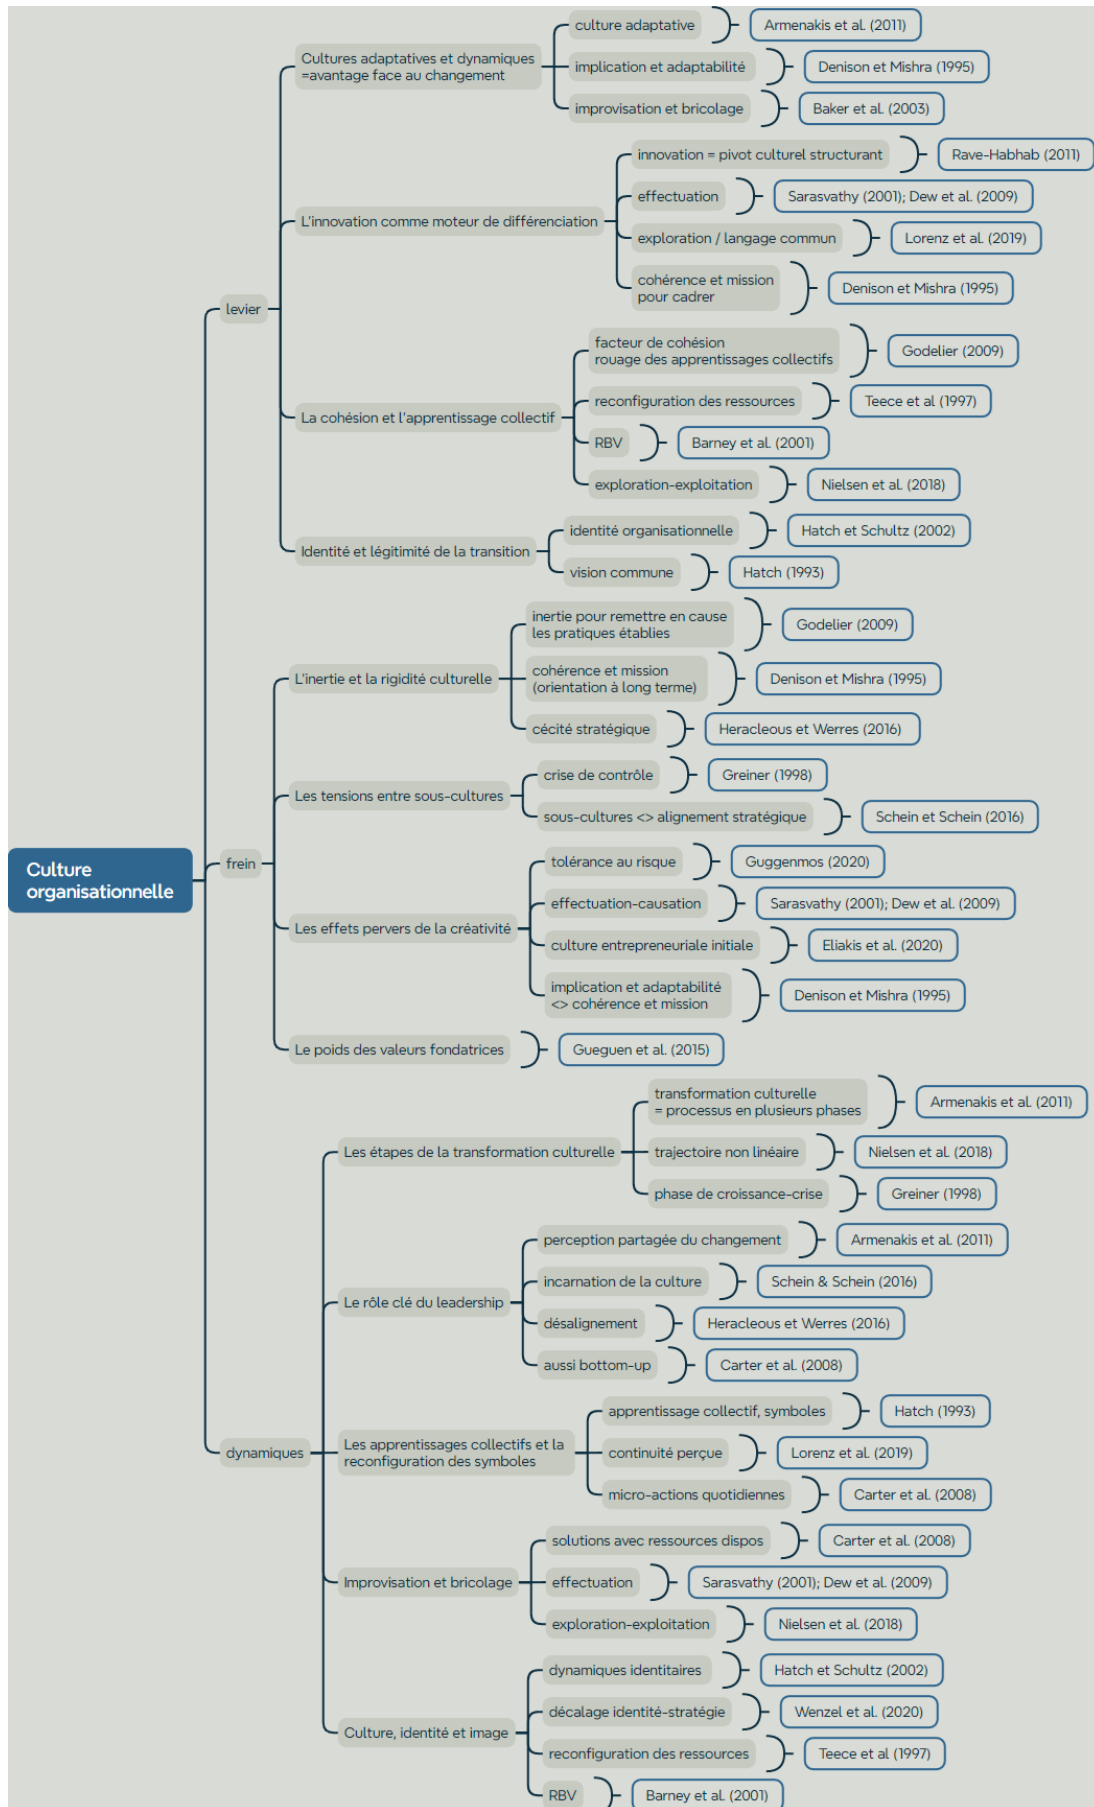 culture adaptative
Armenakis et al. (2011)
Cultures adaptatives et dynamiques
=avantage face au changement
implication et adaptabilité
Denison et Mishra (1995)
improvisation et bricolage
Baker et al. (2003)
innovation = pivot culturel structurant
Rave-Habhab (2011)
effectuation
Sarasvathy (2001); Dew et al. (2009)
L'innovation comme moteur de différenciation
exploration / langage commun
Lorenz et al. (2019)
cohérence et mission
pour cadrer
Denison et Mishra (1995)
levier
facteur de cohésion
rouage des apprentissages collectifs
Godelier (2009)
reconfiguration des ressources
Teece et al (1997)
La cohésion et l'apprentissage collectif
RBV
Barney et al. (2001)
exploration-exploitation
Nielsen et al. (2018)
identité organisationnelle
Hatch et Schultz (2002)
Identité et légitimité de la transition
vision commune
Hatch (1993)
inertie pour remettre en cause
les pratiques établies
Godelier (2009)
L'inertie et la rigidité culturelle
cohérence et mission
(orientation à long terme)
Denison et Mishra (1995)
cécité stratégique
Heracleous et Werres (2016)
crise de contrôle
Greiner (1998)
Les tensions entre sous-cultures
sous-cultures <> alignement stratégique
Schein et Schein (2016)
Culture
organisationnelle
frein
tolérance au risque
Guggenmos (2020)
effectuation-causation
Sarasvathy (2001); Dew et al. (2009)
Les effets pervers de la créativité
culture entrepreneuriale initiale
Eliakis et al. (2020)
implication et adaptabilité
<> cohérence et mission
Denison et Mishra (1995)
Le poids des valeurs fondatrices
Gueguen et al. (2015)
transformation culturelle
= processus en plusieurs phases
Armenakis et al. (2011)
Les étapes de la transformation culturelle
trajectoire non linéaire
Nielsen et al. (2018)
phase de croissance-crise
Greiner (1998)
perception partagée du changement
Armenakis et al. (2011)
incarnation de la culture
Schein & Schein (2016)
Le rôle clé du leadership
désalignement
Heracleous et Werres (2016)
aussi bottom-up
Carter et al. (2008)
apprentissage collectif, symboles
Hatch (1993)
dynamiques
Les apprentissages collectifs et la
reconfiguration des symboles
continuité perçue
Lorenz et al. (2019)
micro-actions quotidiennes
Carter et al. (2008)
solutions avec ressources dispos
Carter et al. (2008)
Improvisation et bricolage
effectuation
Sarasvathy (2001); Dew et al. (2009)
exploration-exploitation
Nielsen et al. (2018)
dynamiques identitaires
Hatch et Schultz (2002)
décalage identité-stratégie
Wenzel et al. (2020)
Culture, identité et image
reconfiguration des ressources
Teece et al (1997)
RBV
Barney et al. (2001)